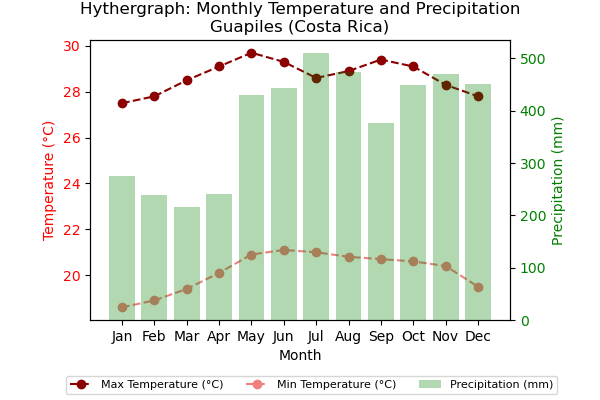 Hythergraph: Monthly Temperature and Precipitation
Guapiles (Costa Rica)
30
28
26
24
22
20
Temperature (°C)
500
400
300
200
100
0
Precipitation (mm)
Jan Feb Mar Apr May Jun Jul Aug Sep Oct Nov Dec
Month
Max Temperature (°C) Min Temperature (°C) Precipitation (mm)